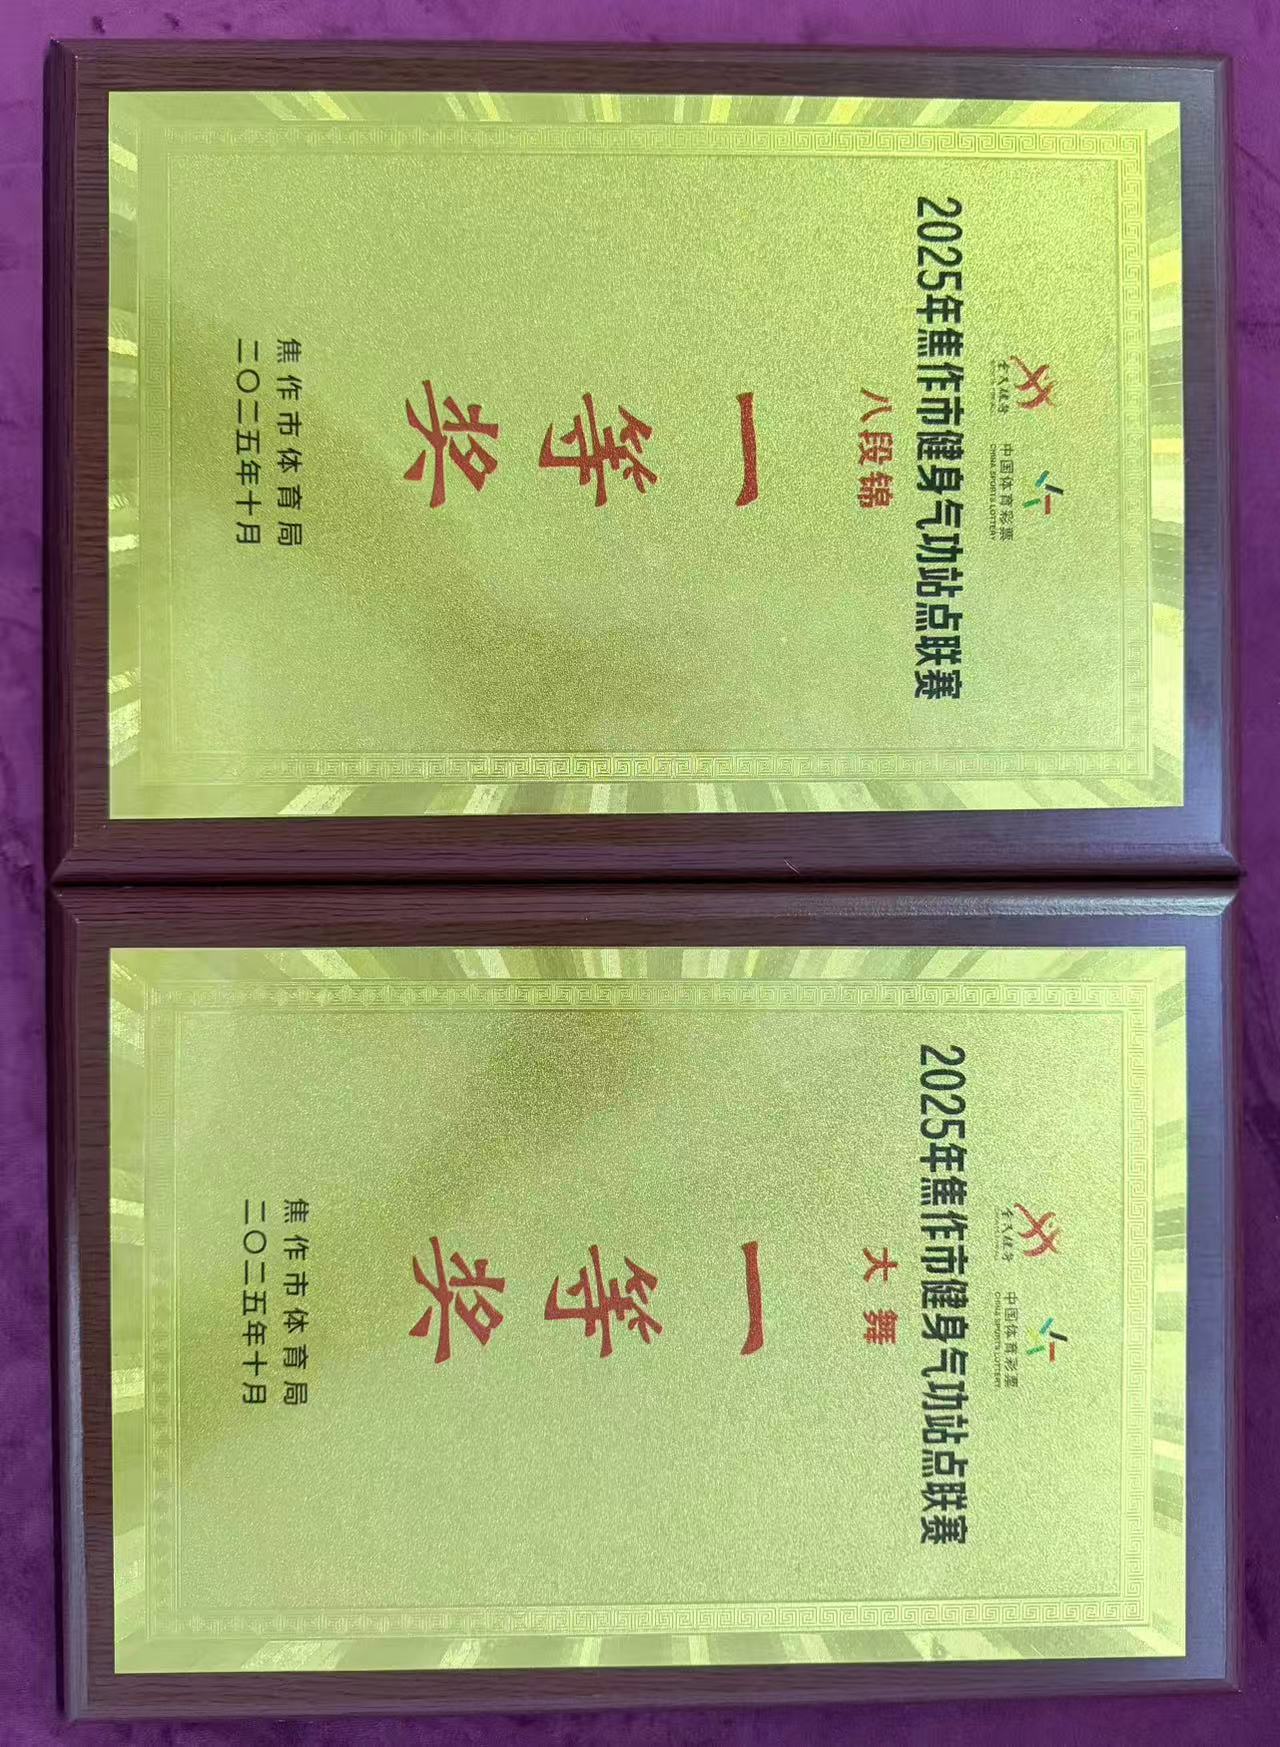 全民健身
中国体育彩票
CHINA SPORTS LOTTERY
2025年焦作市健身气功站点联赛
八段锦
一等奖
焦作市体育局
二〇二五年十月
全民健身
中国体育彩票
CHINA SPORTS LOTTERY
2025年焦作市健身气功站点联赛
大舞
一等奖
焦作市体育局
二〇二五年十月